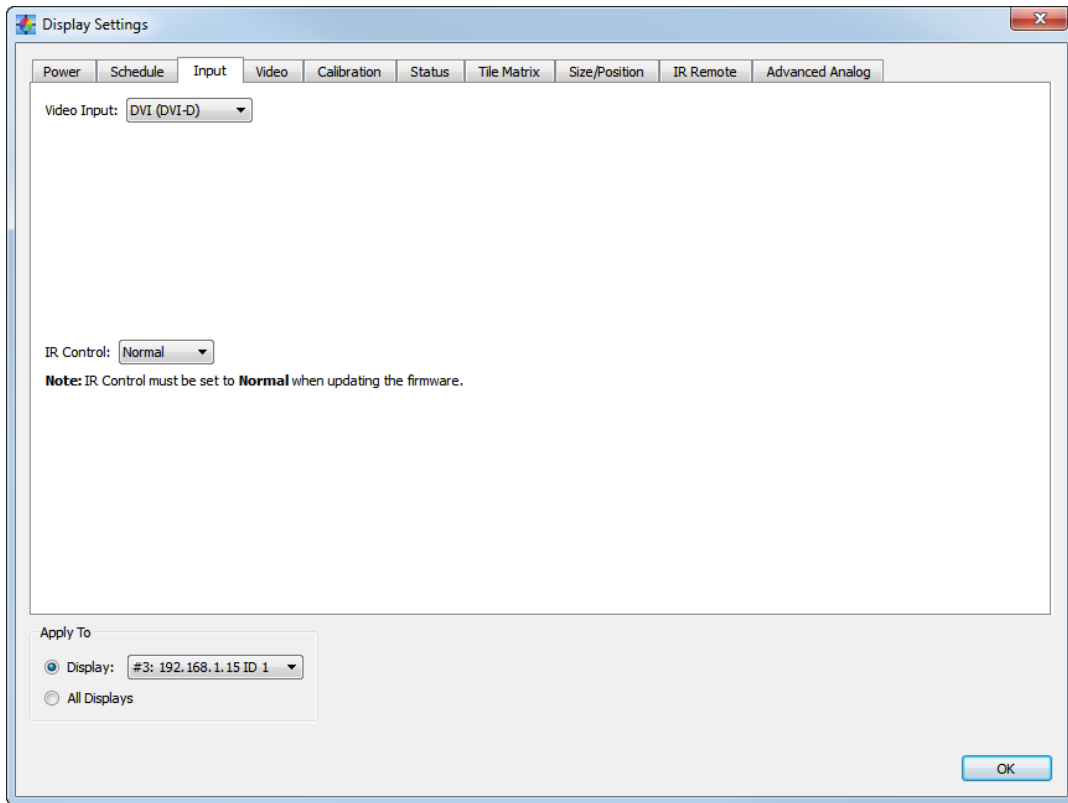 Display Settings
Power Schedule Input Video Calibration Status Tile Matrix Size/Position IR Remote Advanced Analog
Video Input: DVI (DVI-D)
IR Control: Normal
Note: IR Control must be set to Normal when updating the firmware.
Apply To
Display: #3: 192.168.1.15 ID 1
All Displays
OK